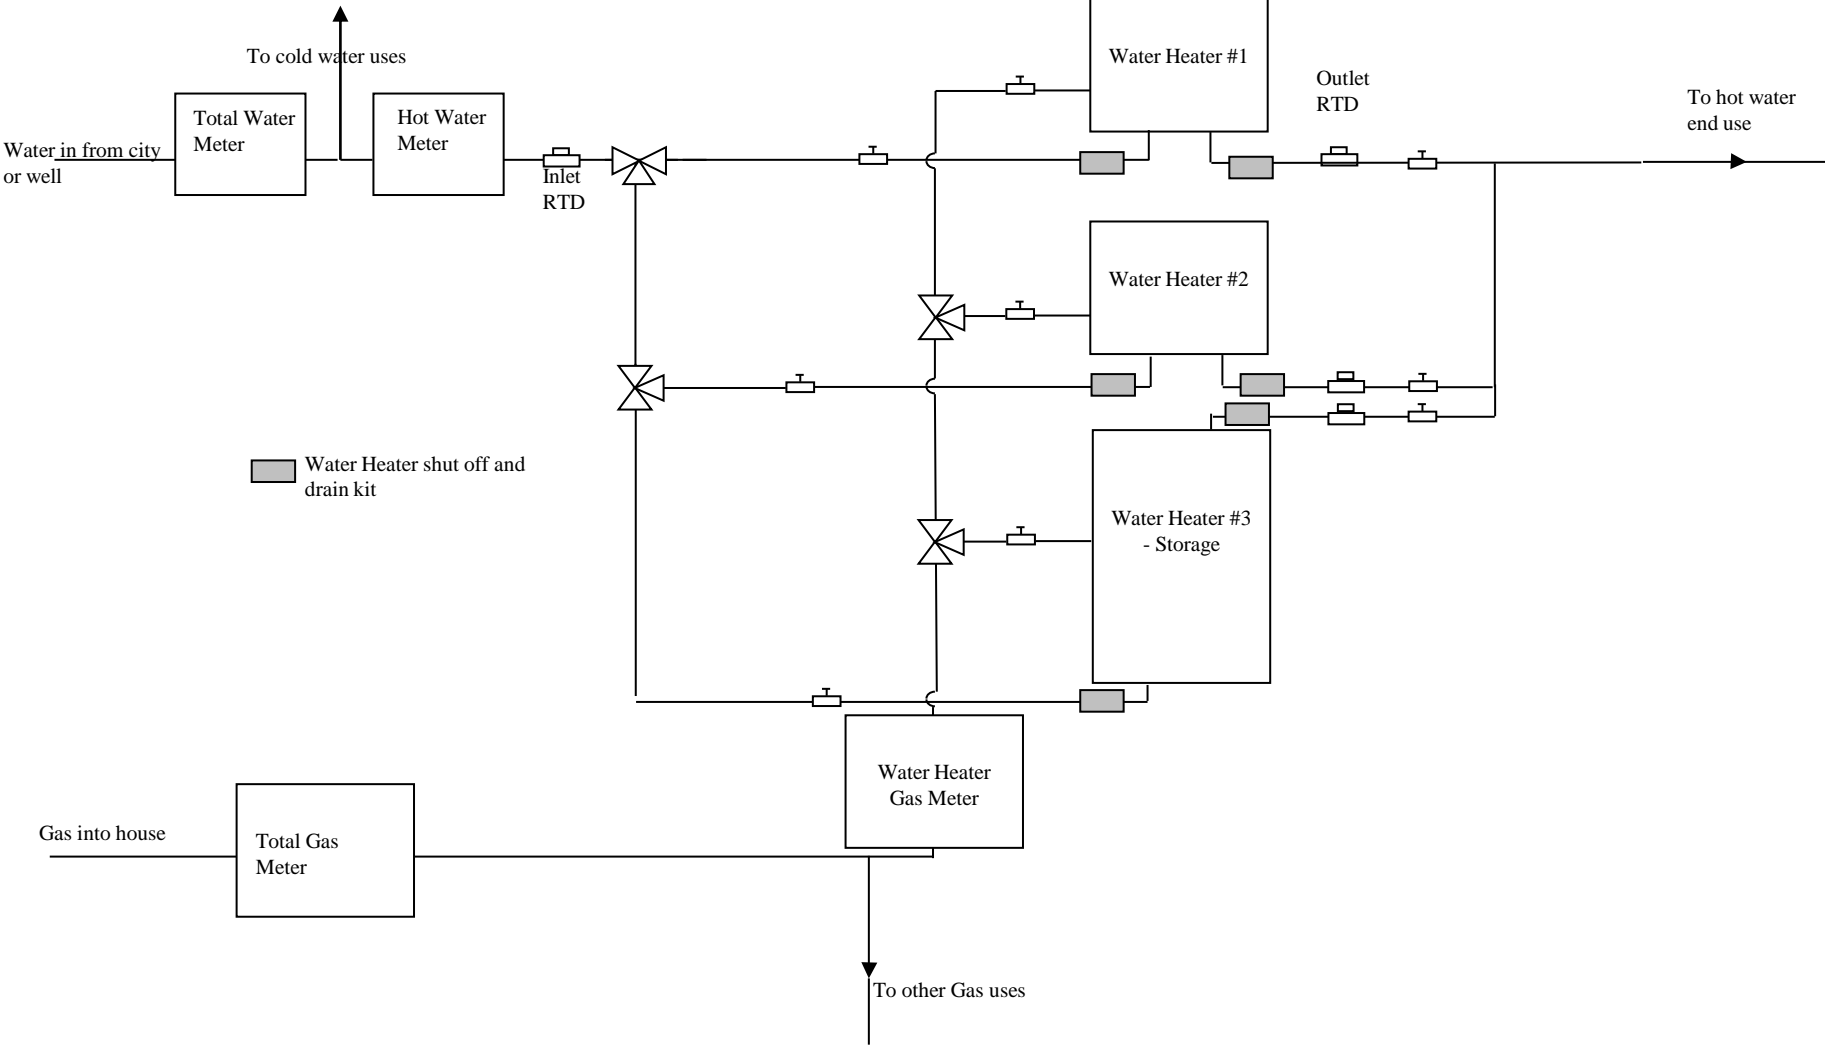 To cold water uses
Water Heater #1
Outlet
RTD
To hot water
end use
Total Water
Meter
Hot Water
Meter
Water in from city
or well
Inlet
RTD
Water Heater #2
Water Heater shut off and
drain kit
Water Heater #3
- Storage
Water Heater
Gas Meter
Gas into house
Total Gas
Meter
To other Gas uses